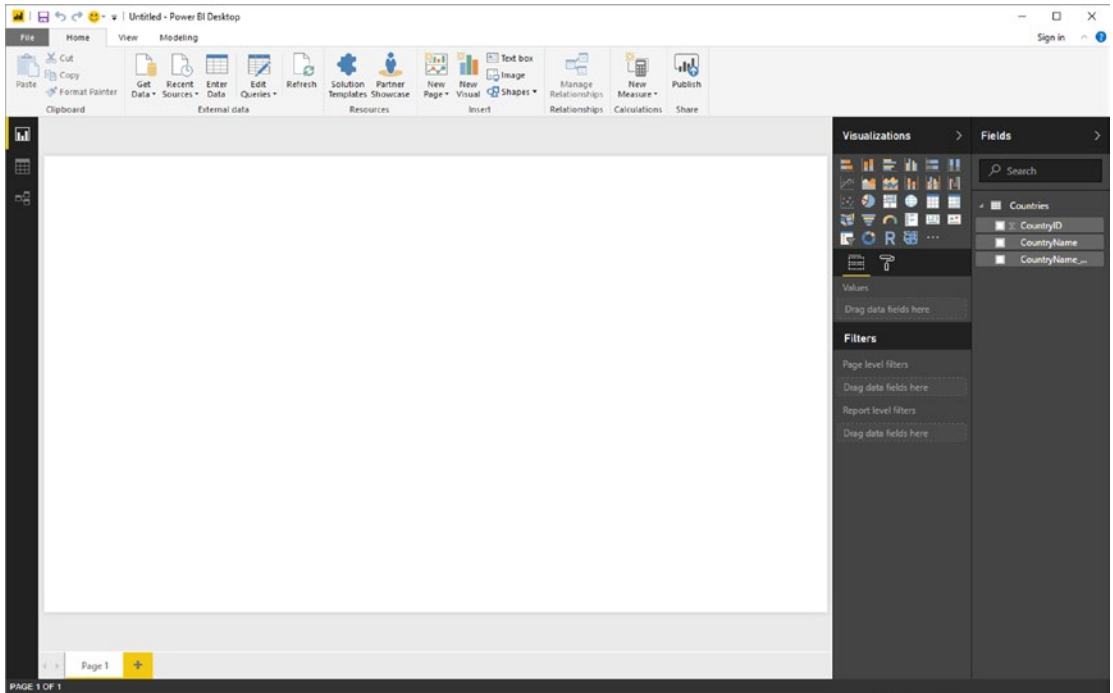 Untitled - Power BI Desktop
File Home View Modeling Sign in
Paste
Cut
Copy
Format Painter
Clipboard
Get Data
Recent Sources
Enter Data
Edit Queries
Refresh
External data
Solution Templates
Partner Showcase
Resources
New Page
New Visual
Text box
Image
Shapes
Insert
Manage Relationships
Relationships
New Measure
Calculations
Publish
Share
Visualizations
R
Values
Drag data fields here
Filters
Page level filters
Drag data fields here
Report level filters
Drag data fields here
Fields
Search
Countries
Σ CountryID
CountryName
CountryName_...
Page 1
PAGE 1 OF 1